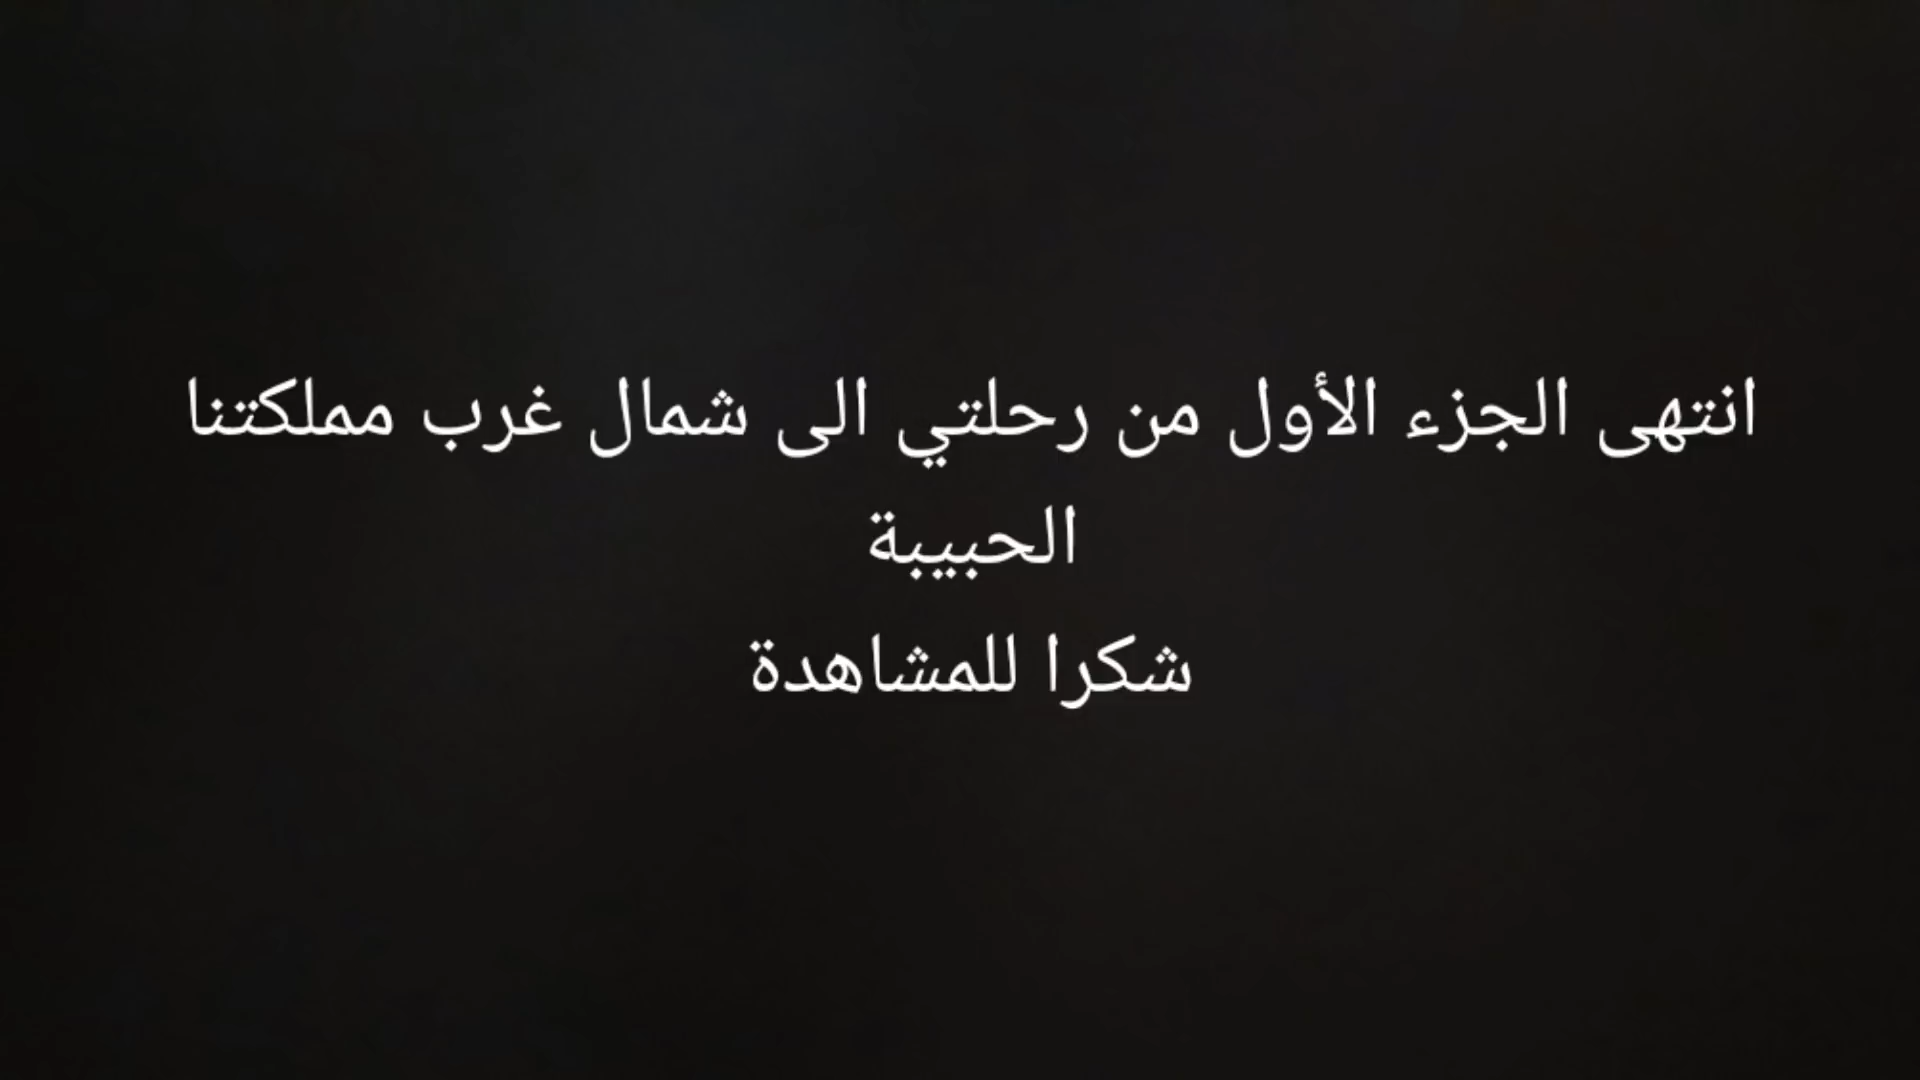 انتهى الجزء الأول من رحلتي الى شمال غرب مملكتنا
الحبيبة
شكرا للمشاهدة